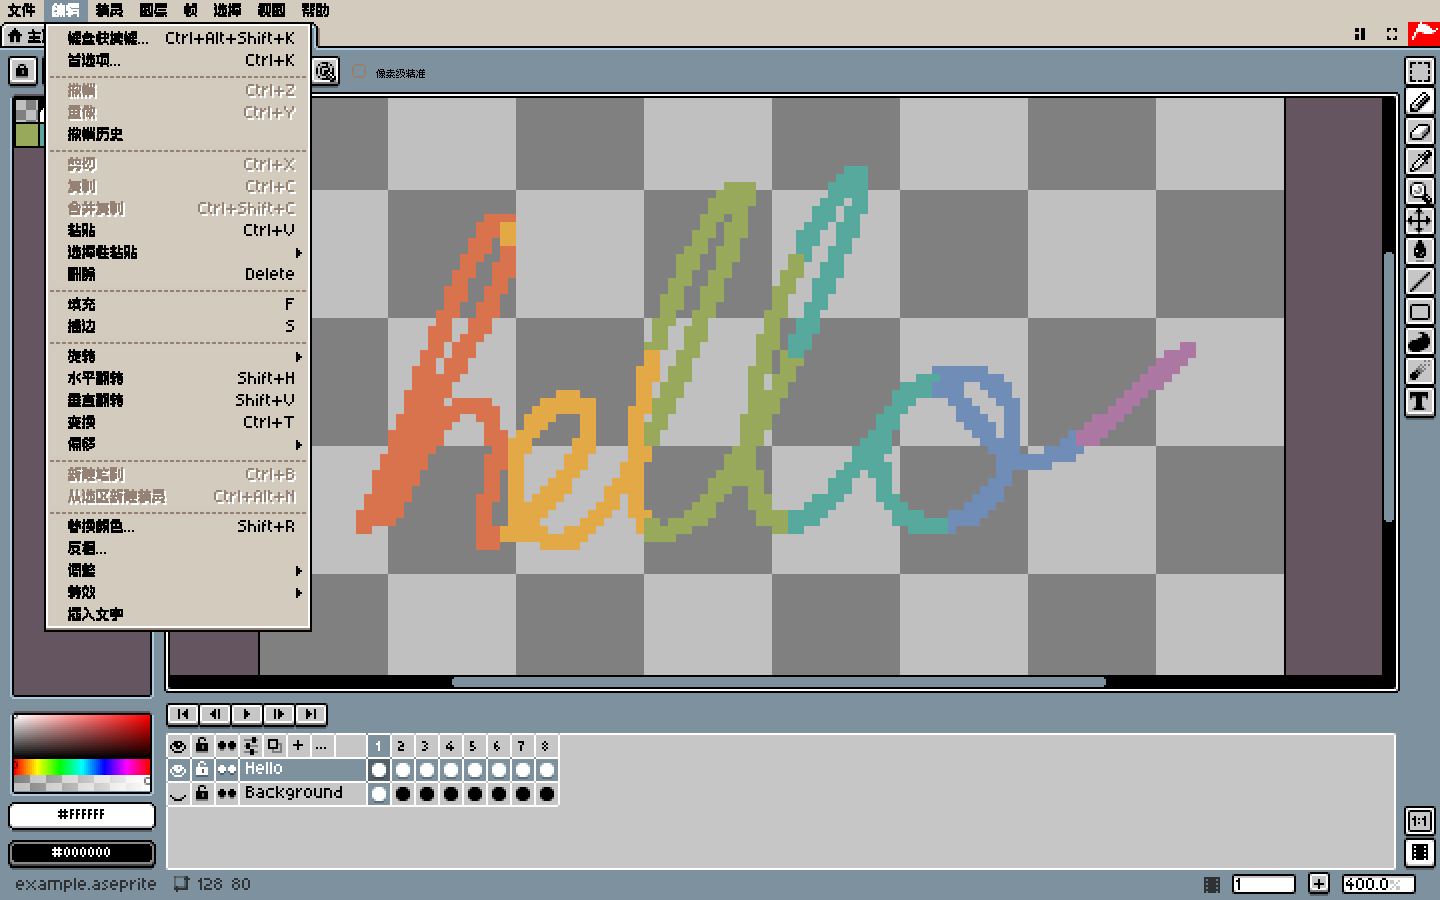 文件 编辑 精灵 图层 帧 选择 视图 帮助
主
键盘快捷键... Ctrl+Alt+Shift+K
首选项... Ctrl+K
撤销 Ctrl+Z
重做 Ctrl+Y
撤销历史
剪切 Ctrl+X
复制 Ctrl+C
合并复制 Ctrl+Shift+C
粘贴 Ctrl+V
选择性粘贴
删除 Delete
填充 F
描边 S
旋转
水平翻转 Shift+H
垂直翻转 Shift+V
变换 Ctrl+T
偏移
新建笔刷 Ctrl+B
从选区新建精灵 Ctrl+Alt+N
替换颜色... Shift+R
反相...
调整
特效
插入文字
像素级精准
hello
T
1 2 3 4 5 6 7 8
Hello
Background
#FFFFFF
#000000
1:1
example.aseprite 128 80
1
400.0%